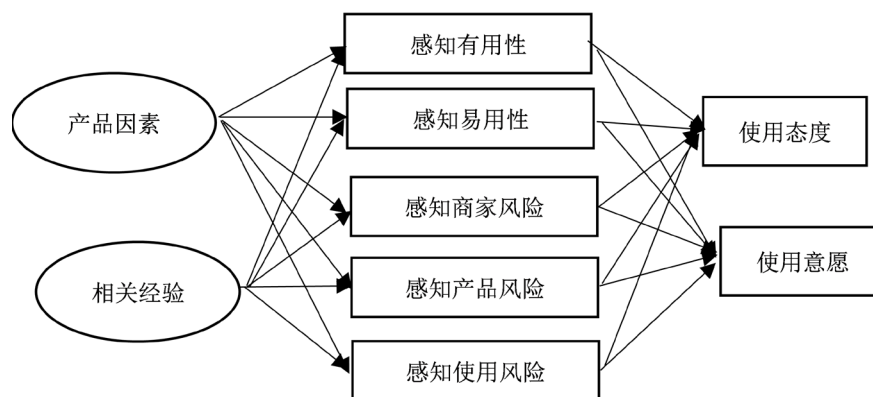 产品因素
相关经验
感知有用性
感知易用性
感知商家风险
感知产品风险
感知使用风险
使用态度
使用意愿